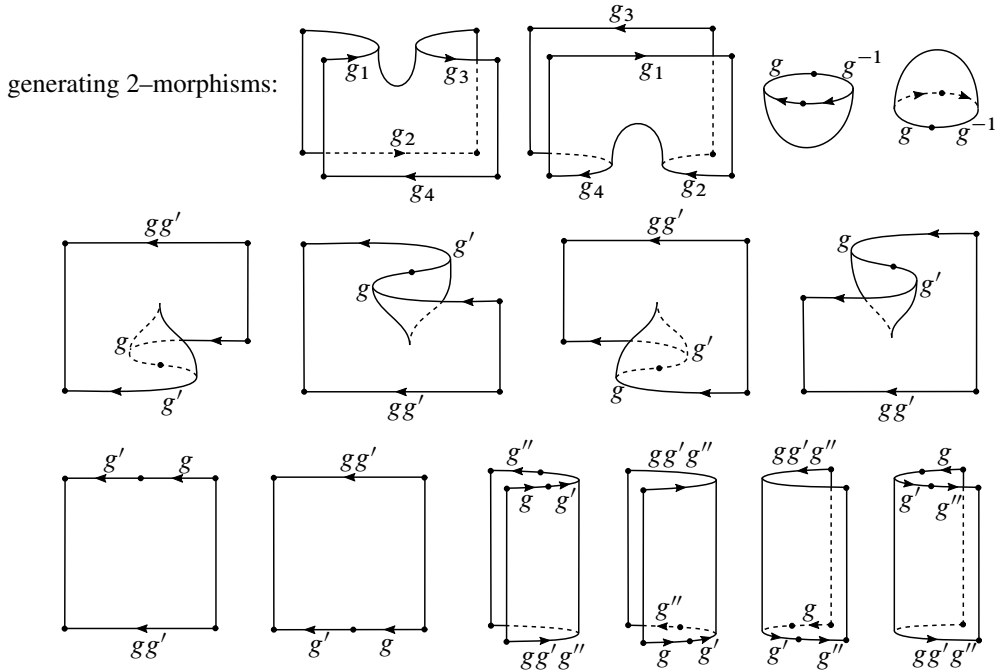 g₃
g₁ g₃ g₁ g g⁻¹
generating 2–morphisms:
g₂ g g⁻¹
g₄ g₄ g₂
gg′ g′ gg′ g
g g′
g g′
g′ gg′ g gg′
g′ g gg′ g″ gg′g″ gg′g″ g
g g′ g′ g″
g″ g
gg′ g′ g gg′g″ g g′ g′ g″ gg′g″